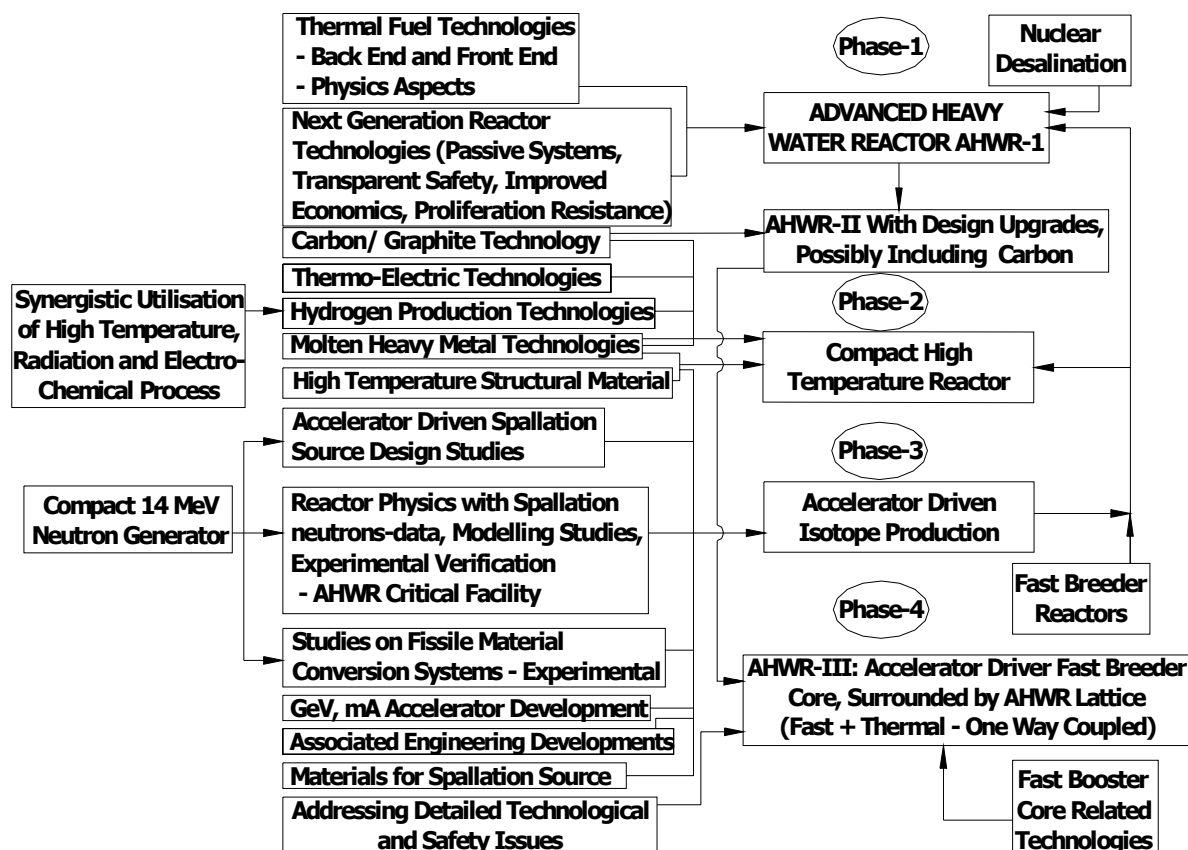 Thermal Fuel Technologies
- Back End and Front End
- Physics Aspects
Next Generation Reactor
Technologies (Passive Systems,
Transparent Safety, Improved
Economics, Proliferation Resistance)
Carbon/ Graphite Technology
Thermo-Electric Technologies
Hydrogen Production Technologies
Molten Heavy Metal Technologies
High Temperature Structural Material
Accelerator Driven Spallation
Source Design Studies
Reactor Physics with Spallation
neutrons-data, Modelling Studies,
Experimental Verification
- AHWR Critical Facility
Studies on Fissile Material
Conversion Systems - Experimental
GeV, mA Accelerator Development
Associated Engineering Developments
Materials for Spallation Source
Addressing Detailed Technological
and Safety Issues
Synergistic Utilisation
of High Temperature,
Radiation and Electro-
Chemical Process
Compact 14 MeV
Neutron Generator
Phase-1
Nuclear
Desalination
ADVANCED HEAVY
WATER REACTOR AHWR-1
AHWR-II With Design Upgrades,
Possibly Including Carbon
Phase-2
Compact High
Temperature Reactor
Phase-3
Accelerator Driven
Isotope Production
Fast Breeder
Reactors
Phase-4
AHWR-III: Accelerator Driver Fast Breeder
Core, Surrounded by AHWR Lattice
(Fast + Thermal - One Way Coupled)
Fast Booster
Core Related
Technologies